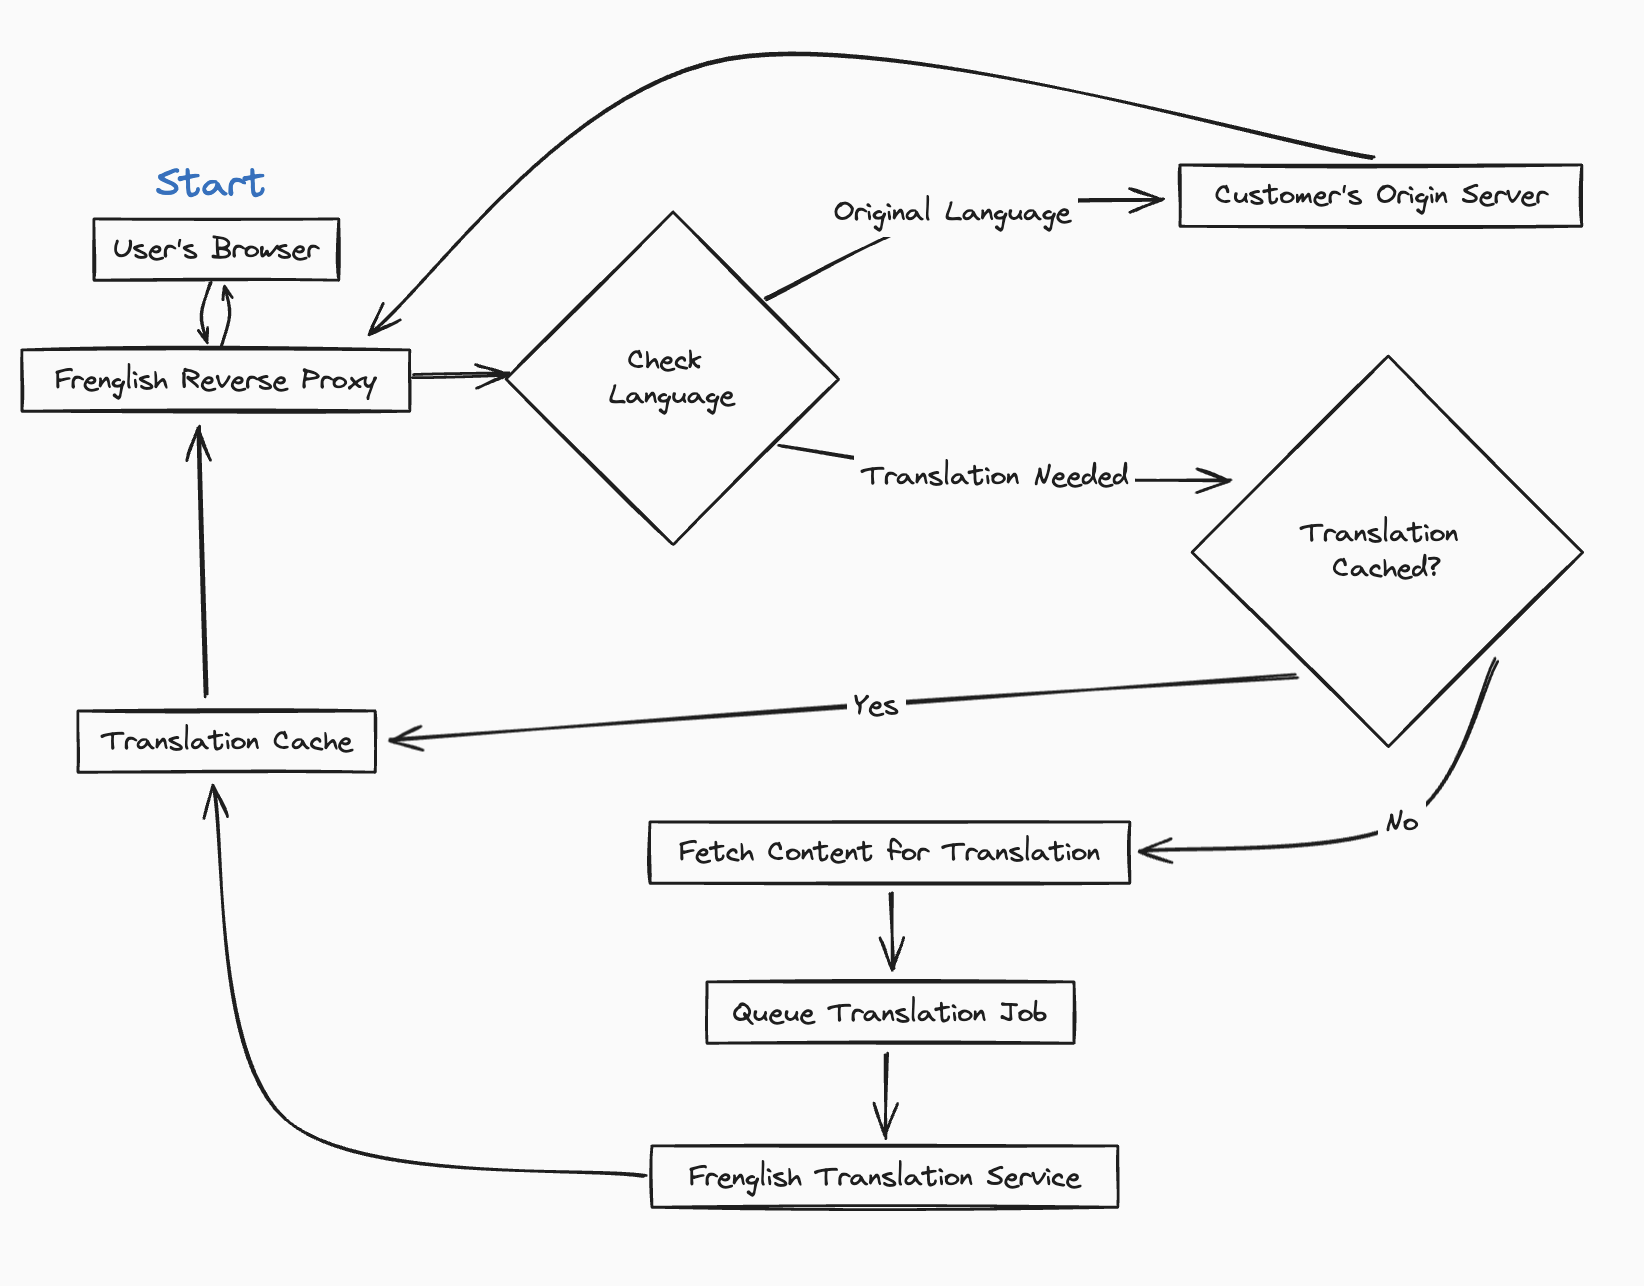 Start
User's Browser
Frenglish Reverse Proxy
Check
Language
Original Language
Customer's Origin Server
Translation Needed
Translation
Cached?
Yes
No
Translation Cache
Fetch Content for Translation
Queue Translation Job
Frenglish Translation Service